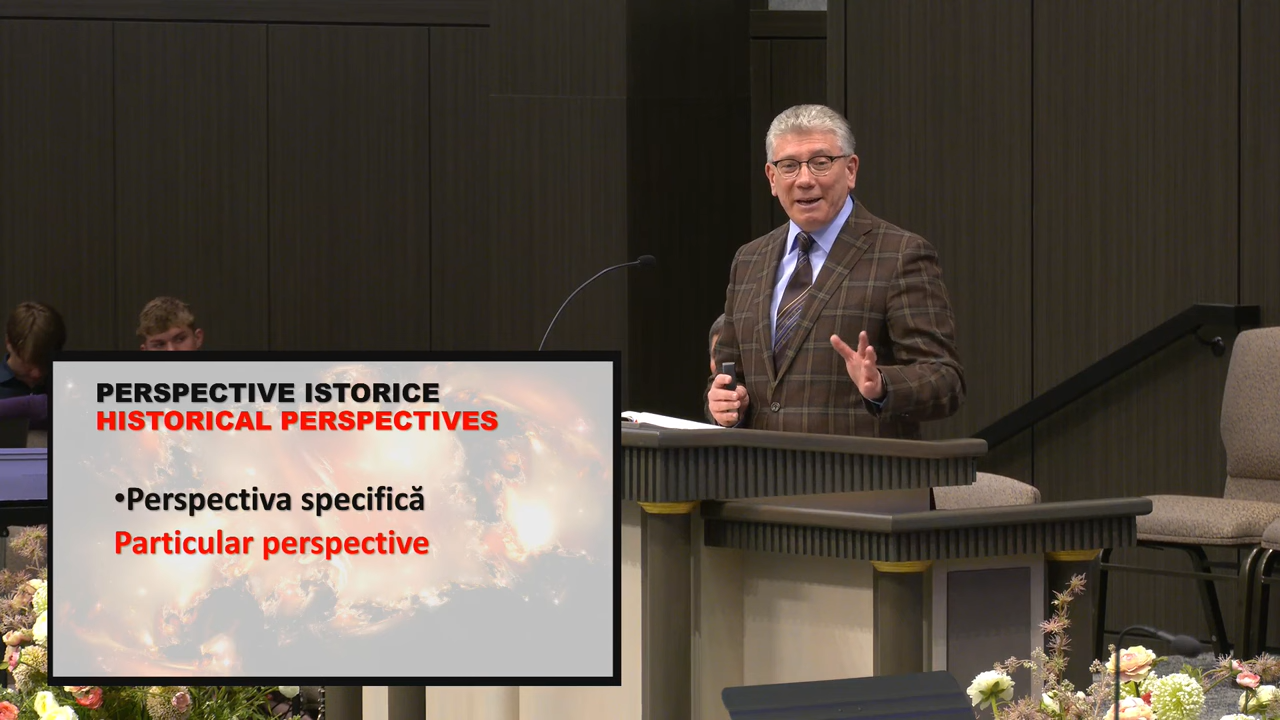 PERSPECTIVE ISTORICE
HISTORICAL PERSPECTIVES
•Perspectiva specifică
Particular perspective